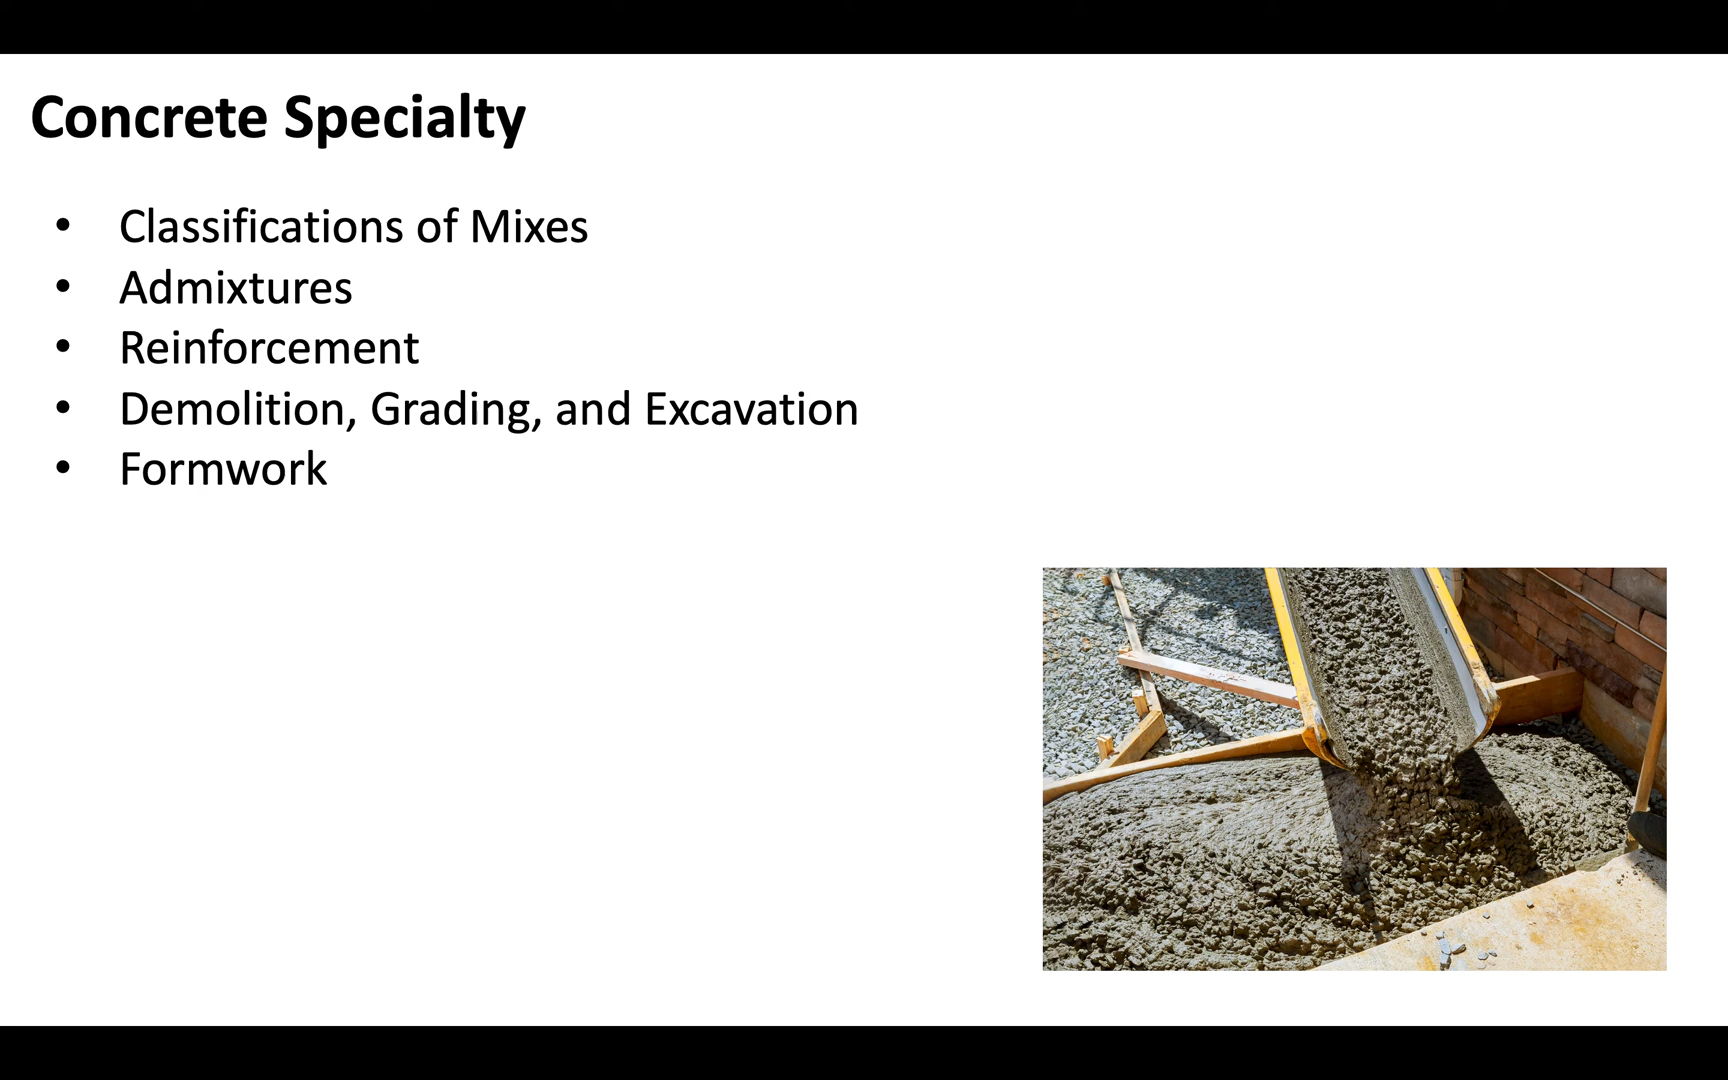 Concrete Specialty
• Classifications of Mixes
• Admixtures
• Reinforcement
• Demolition, Grading, and Excavation
• Formwork